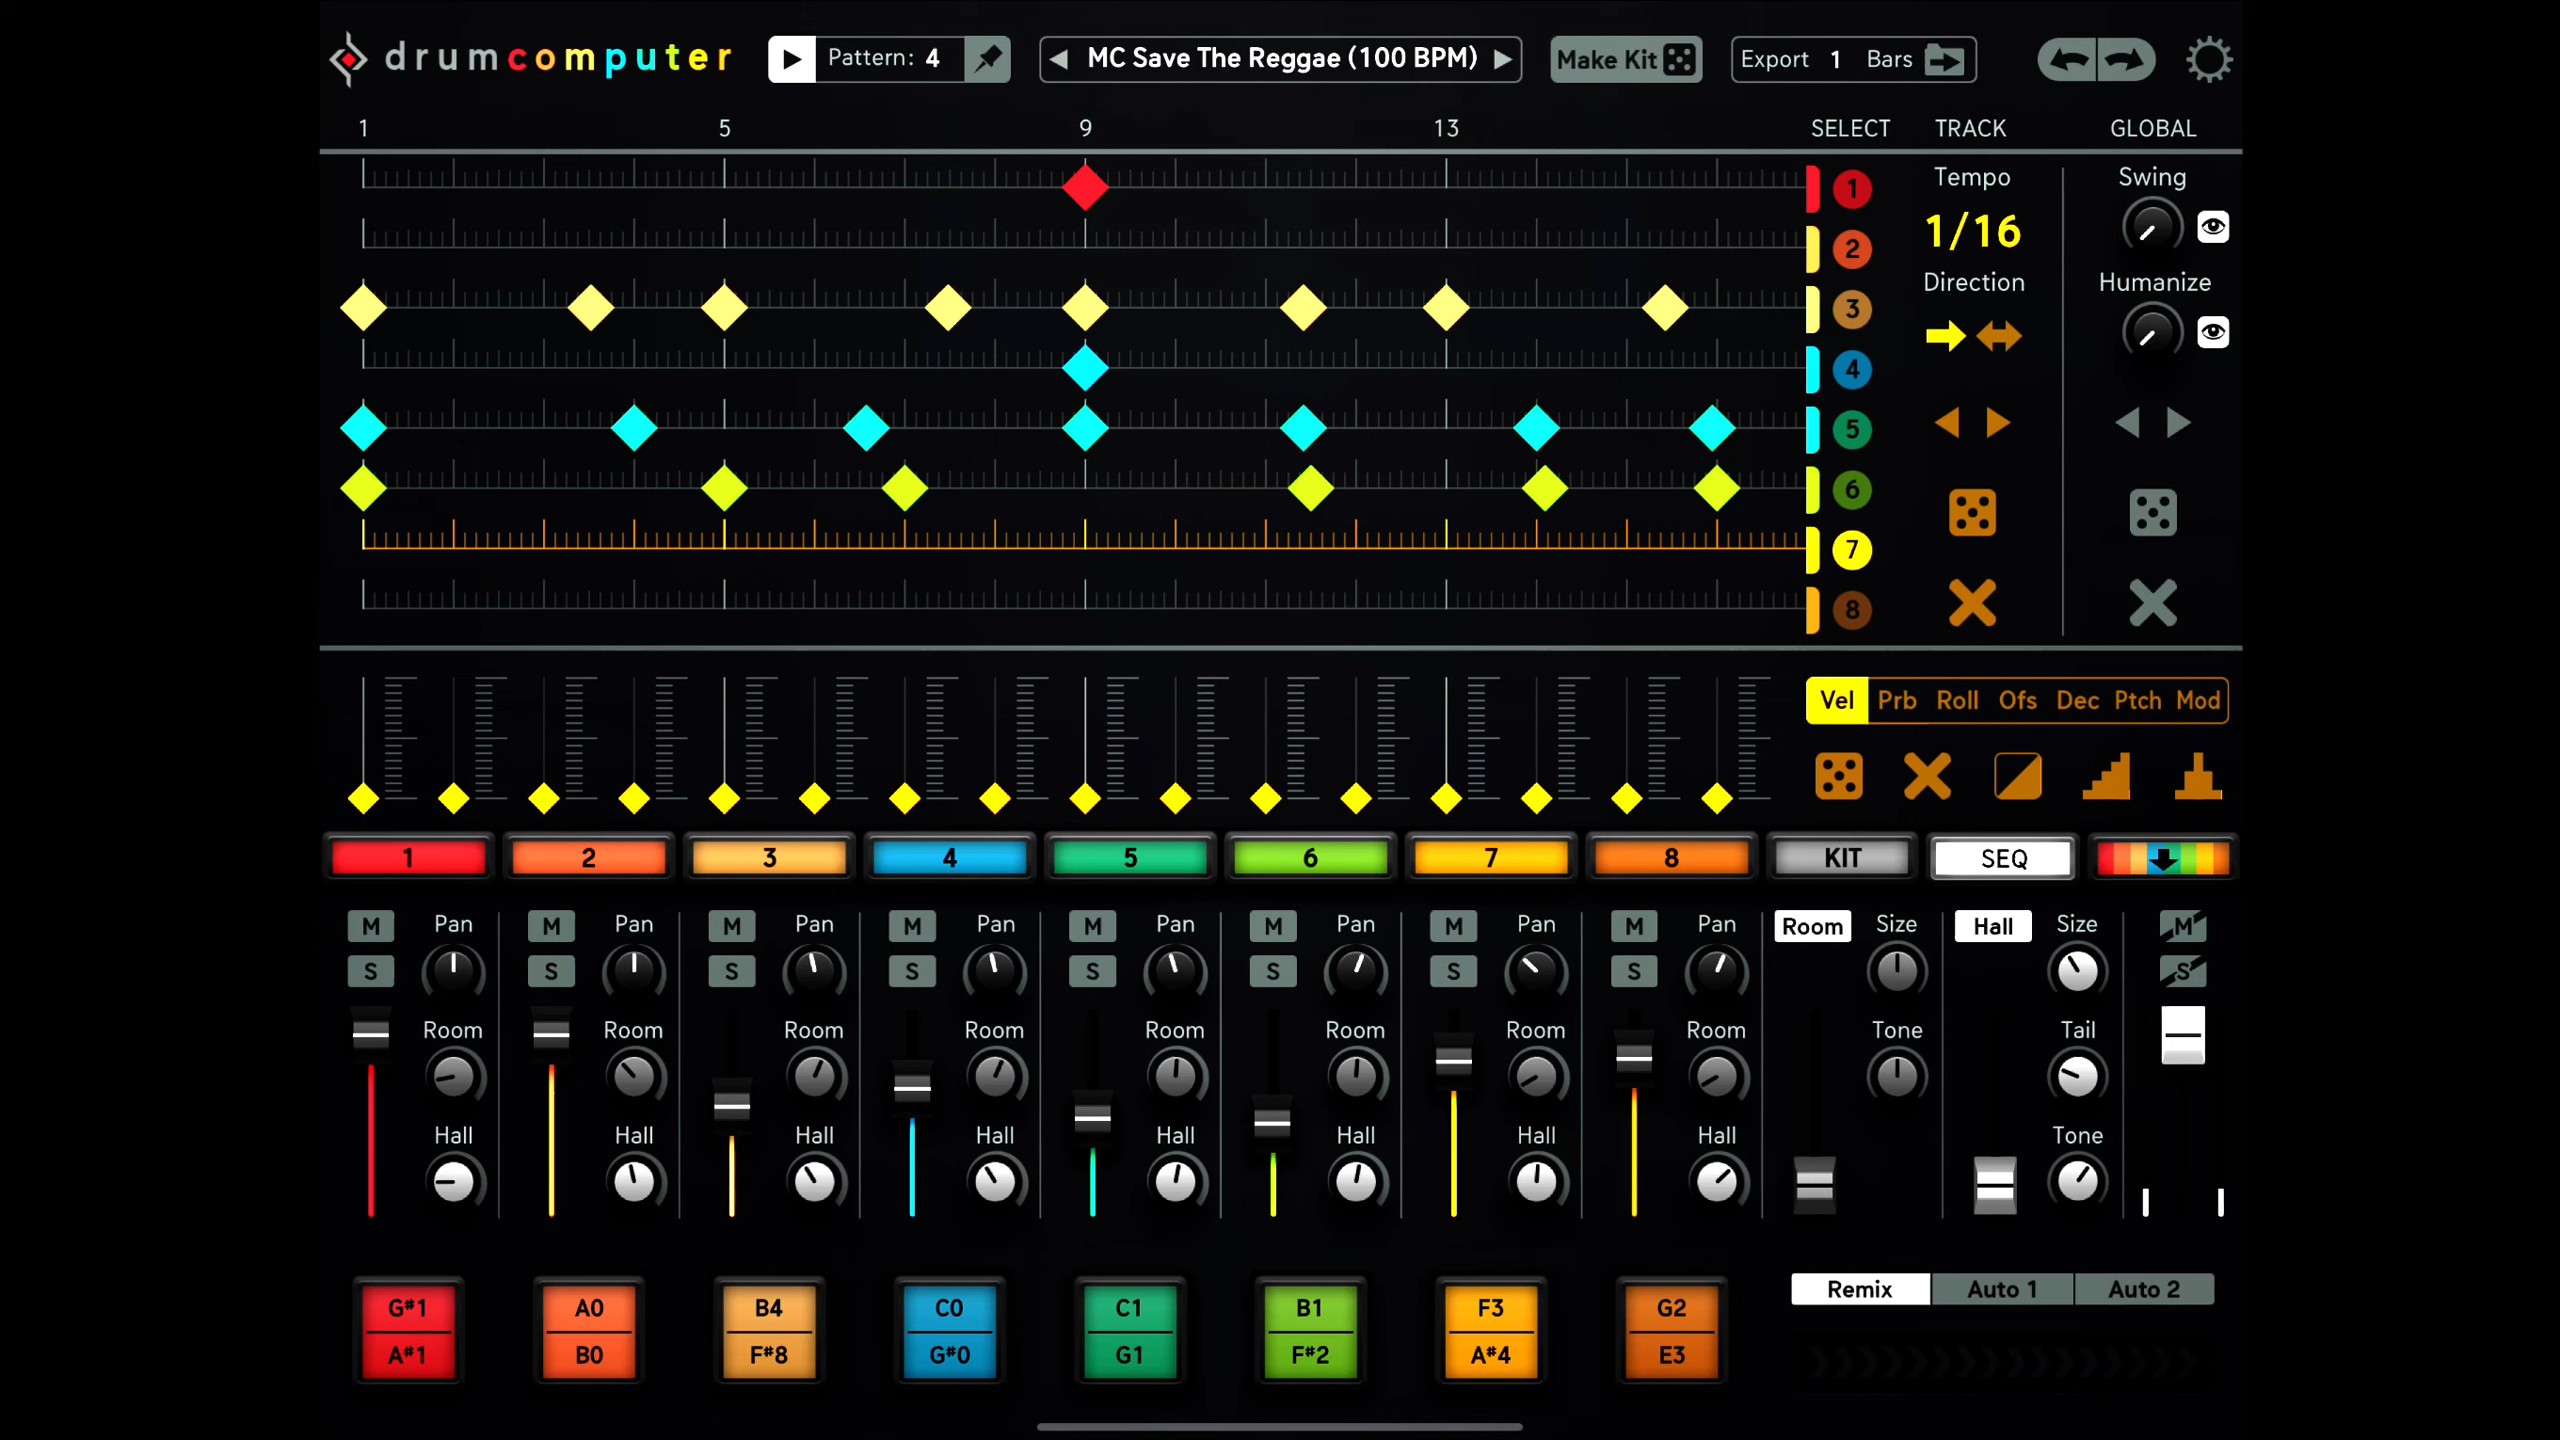 drumcomputer Pattern: 4 MC Save The Reggae (100 BPM) Make Kit Export 1 Bars
1 5 9 13 SELECT TRACK GLOBAL
1 Tempo Swing
2 1/16
Direction Humanize
3
4
5
6
7
8
Vel Prb Roll Ofs Dec Ptch Mod
1 2 3 4 5 6 7 8 KIT SEQ
M Pan M Pan M Pan M Pan M Pan M Pan M Pan M Pan Room Size Hall Size M
S S S S S S S S S
Room Room Room Room Room Room Room Room Tone Tail
Hall Hall Hall Hall Hall Hall Hall Hall Tone
G#1 A0 B4 C0 C1 B1 F3 G2 Remix Auto 1 Auto 2
A#1 B0 F#8 G#0 G1 F#2 A#4 E3